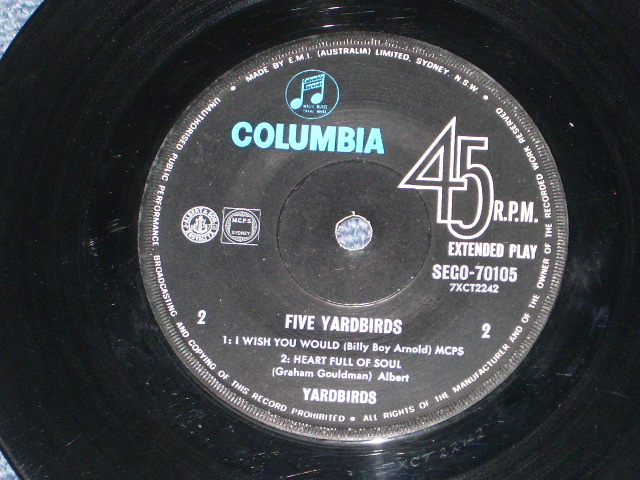 • MADE BY E.M.I. (AUSTRALIA) LIMITED, SYDNEY, N.S.W. •
UNAUTHORISED PUBLIC PERFORMANCE, BROADCASTING AND COPYING OF THIS RECORD PROHIBITED • ALL RIGHTS OF THE MANUFACTURER AND OF THE OWNER OF THE RECORDED WORK RESERVED
COLUMBIA
45
R.P.M.
EXTENDED PLAY
M.C.P.S.
SYDNEY
SEGO-70105
7XCT2242
2
2
FIVE YARDBIRDS
1: I WISH YOU WOULD (Billy Boy Arnold) MCPS
2: HEART FULL OF SOUL
(Graham Gouldman) Albert
YARDBIRDS